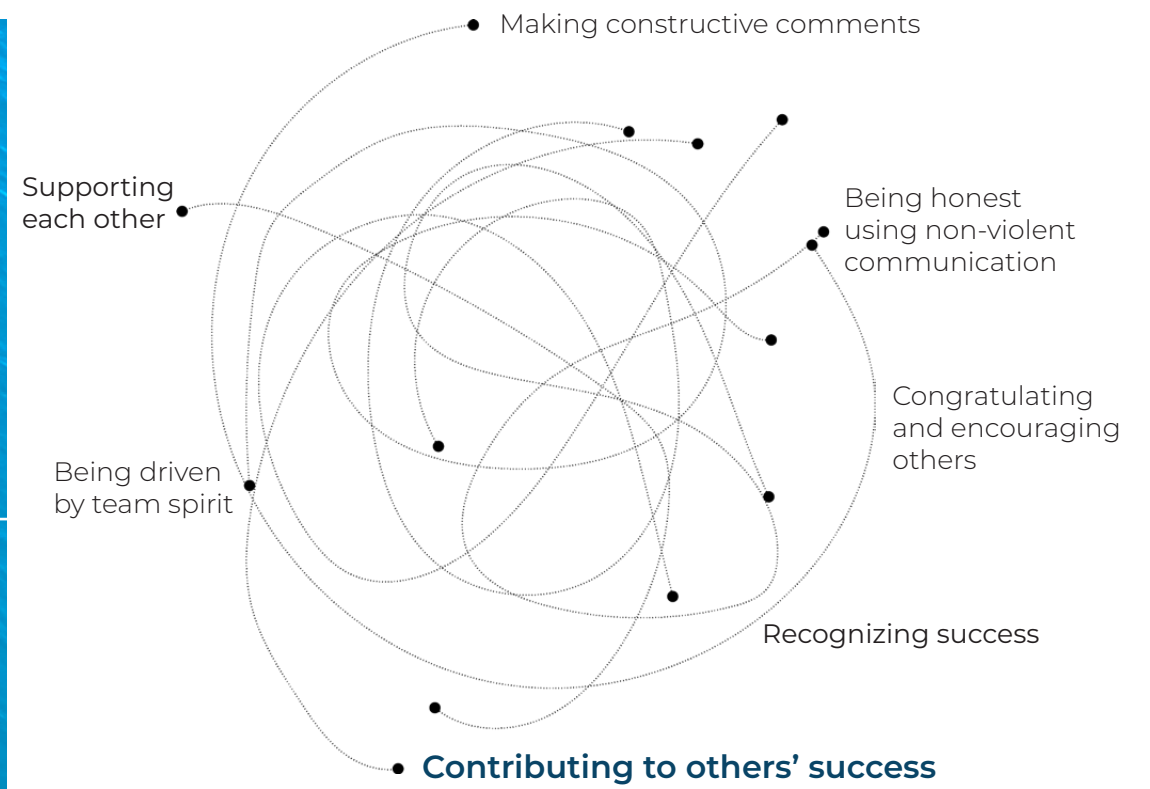 Making constructive comments
Supporting
each other
Being honest
using non-violent
communication
Congratulating
and encouraging
others
Being driven
by team spirit
Recognizing success
Contributing to others’ success